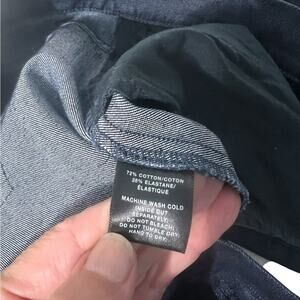 72% COTTON/COTON
28% ELASTANE/
ÉLASTIQUE
MACHINE WASH COLD
INSIDE OUT
SEPARATELY.
DO NOT BLEACH.
DO NOT TUMBLE DRY.
HANG TO DRY.